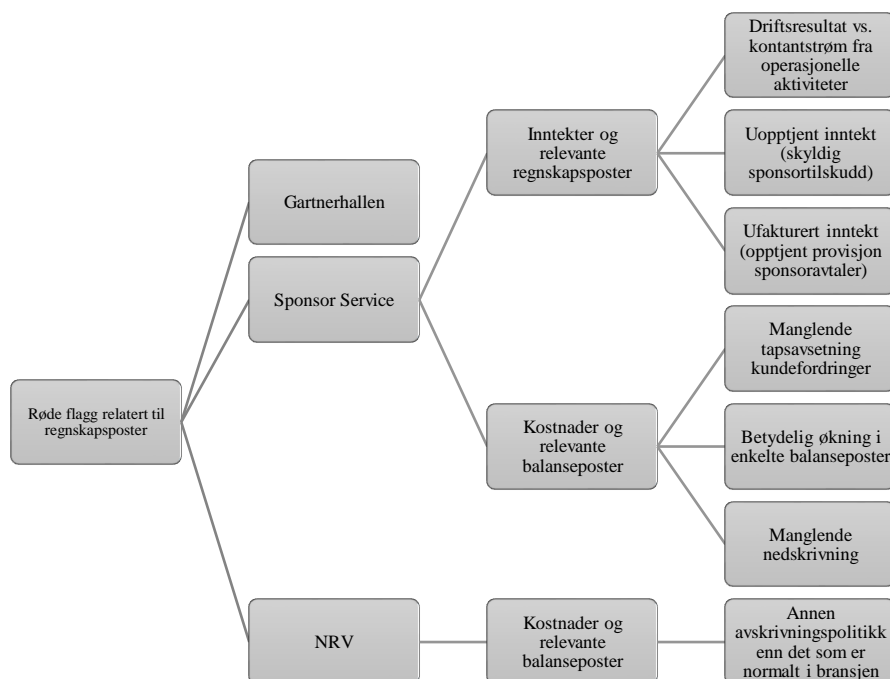 Røde flagg relatert til
regnskapsposter
Gartnerhallen
Sponsor Service
NRV
Inntekter og
relevante
regnskapsposter
Kostnader og
relevante
balanseposter
Kostnader og
relevante
balanseposter
Driftsresultat vs.
kontantstrøm fra
operasjonelle
aktiviteter
Uopptjent inntekt
(skyldig
sponsortilskudd)
Ufakturert inntekt
(opptjent provisjon
sponsoravtaler)
Manglende
tapsavsetning
kundefordringer
Betydelig økning i
enkelte balanseposter
Manglende
nedskrivning
Annen
avskrivningspolitikk
enn det som er
normalt i bransjen